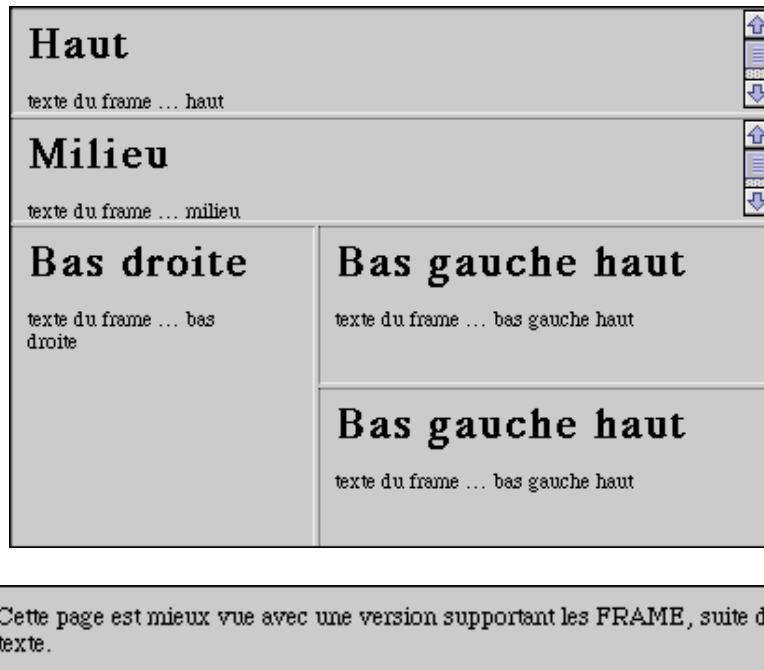 Haut
texte du frame ... haut
Milieu
texte du frame ... milieu
Bas droite
texte du frame ... bas
droite
Bas gauche haut
texte du frame ... bas gauche haut
Bas gauche haut
texte du frame ... bas gauche haut
Cette page est mieux vue avec une version supportant les FRAME, suite
texte.